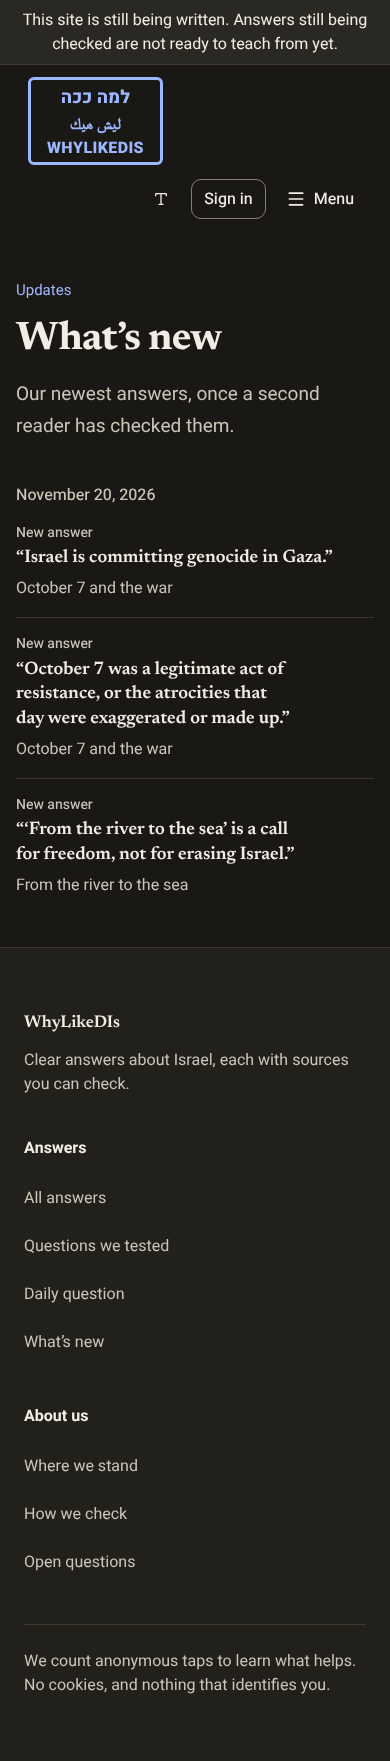 This site is still being written. Answers still being
checked are not ready to teach from yet.
למה ככה
ليش هيك
WHYLIKEDIS
T
Sign in
Menu
Updates
What’s new
Our newest answers, once a second
reader has checked them.
November 20, 2026
New answer
“Israel is committing genocide in Gaza.”
October 7 and the war
New answer
“October 7 was a legitimate act of
resistance, or the atrocities that
day were exaggerated or made up.”
October 7 and the war
New answer
“‘From the river to the sea’ is a call
for freedom, not for erasing Israel.”
From the river to the sea
WhyLikeDIs
Clear answers about Israel, each with sources
you can check.
Answers
All answers
Questions we tested
Daily question
What’s new
About us
Where we stand
How we check
Open questions
We count anonymous taps to learn what helps.
No cookies, and nothing that identifies you.